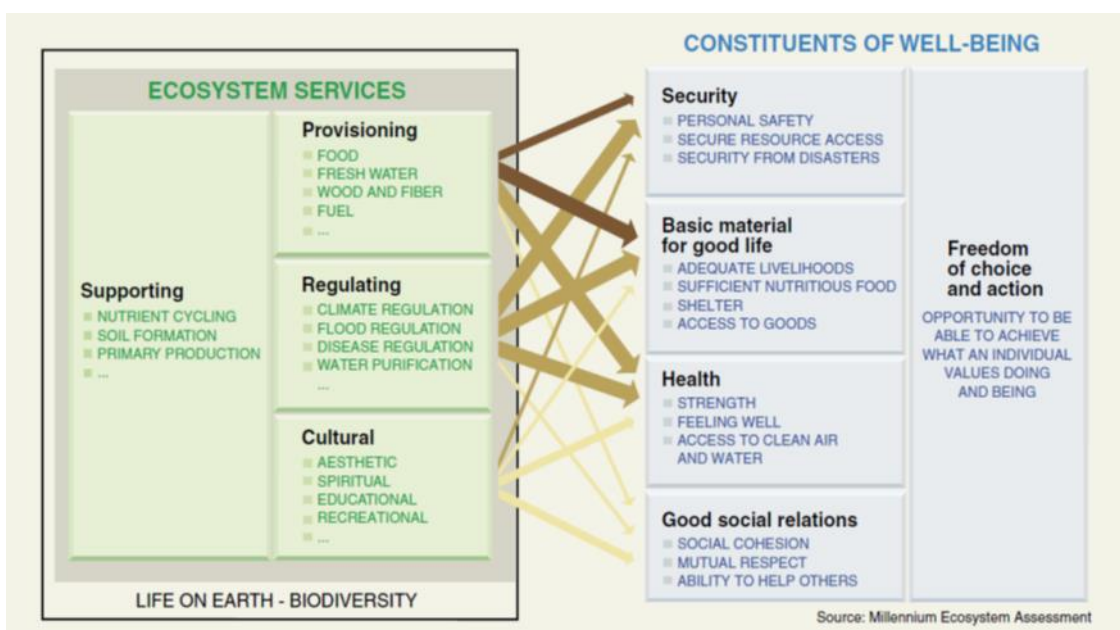 ECOSYSTEM SERVICES
Supporting
NUTRIENT CYCLING
SOIL FORMATION
PRIMARY PRODUCTION
...
Provisioning
FOOD
FRESH WATER
WOOD AND FIBER
FUEL
...
Regulating
CLIMATE REGULATION
FLOOD REGULATION
DISEASE REGULATION
WATER PURIFICATION
...
Cultural
AESTHETIC
SPIRITUAL
EDUCATIONAL
RECREATIONAL
...
LIFE ON EARTH - BIODIVERSITY
CONSTITUENTS OF WELL-BEING
Security
PERSONAL SAFETY
SECURE RESOURCE ACCESS
SECURITY FROM DISASTERS
Basic material
for good life
ADEQUATE LIVELIHOODS
SUFFICIENT NUTRITIOUS FOOD
SHELTER
ACCESS TO GOODS
Health
STRENGTH
FEELING WELL
ACCESS TO CLEAN AIR
AND WATER
Good social relations
SOCIAL COHESION
MUTUAL RESPECT
ABILITY TO HELP OTHERS
Freedom
of choice
and action
OPPORTUNITY TO BE
ABLE TO ACHIEVE
WHAT AN INDIVIDUAL
VALUES DOING
AND BEING
Source: Millennium Ecosystem Assessment